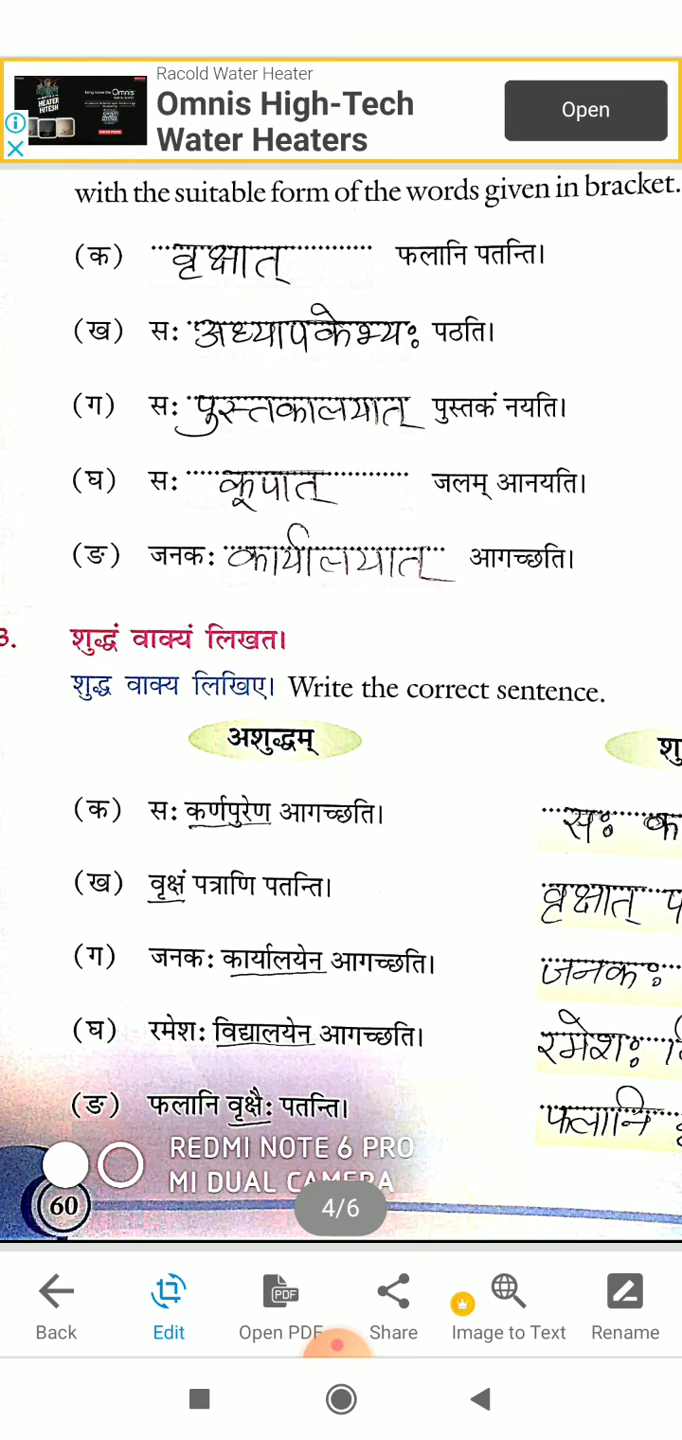 Racold Water Heater
Omnis High-Tech
Water Heaters
Open
with the suitable form of the words given in bracket.
(क) वृक्षात् फलानि पतन्ति।
(ख) सः अध्यापकेभ्यः पठति।
(ग) सः पुस्तकालयात् पुस्तकं नयति।
(घ) सः कूपात् जलम् आनयति।
(ङ) जनकः कार्यालयात् आगच्छति।
3. शुद्धं वाक्यं लिखत।
शुद्ध वाक्य लिखिए। Write the correct sentence.
अशुद्धम् शु
(क) सः कर्णपुरेण आगच्छति। सः क
(ख) वृक्षं पत्राणि पतन्ति। वृक्षात् प
(ग) जनकः कार्यालयेन आगच्छति। जनकः
(घ) रमेशः विद्यालयेन आगच्छति। रमेशः
(ङ) फलानि वृक्षैः पतन्ति। फलानि
REDMI NOTE 6 PRO
MI DUAL CAMERA
60
4/6
Back Edit Open PDF Share Image to Text Rename